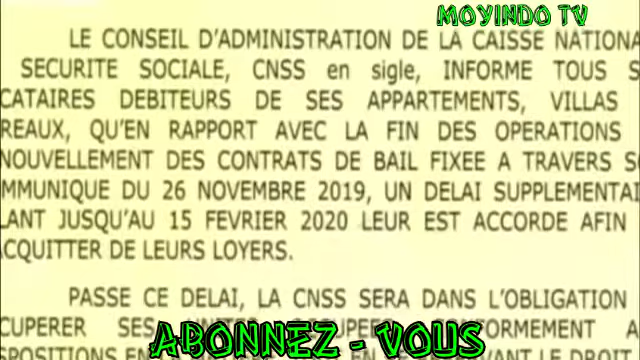 MOYINDO TV
LE CONSEIL D'ADMINISTRATION DE LA CAISSE NATIONA
SECURITE SOCIALE, CNSS en sigle, INFORME TOUS S
CATAIRES DEBITEURS DE SES APPARTEMENTS, VILLAS
REAUX, QU'EN RAPPORT AVEC LA FIN DES OPERATIONS
NOUVELLEMENT DES CONTRATS DE BAIL FIXEE A TRAVERS S
MMUNIQUE DU 26 NOVEMBRE 2019, UN DELAI SUPPLEMENTAI
LANT JUSQU'AU 15 FEVRIER 2020 LEUR EST ACCORDE AFIN
ACQUITTER DE LEURS LOYERS.
PASSE CE DELAI, LA CNSS SERA DANS L'OBLIGATION
CUPERER SES
ABONNEZ - VOUS